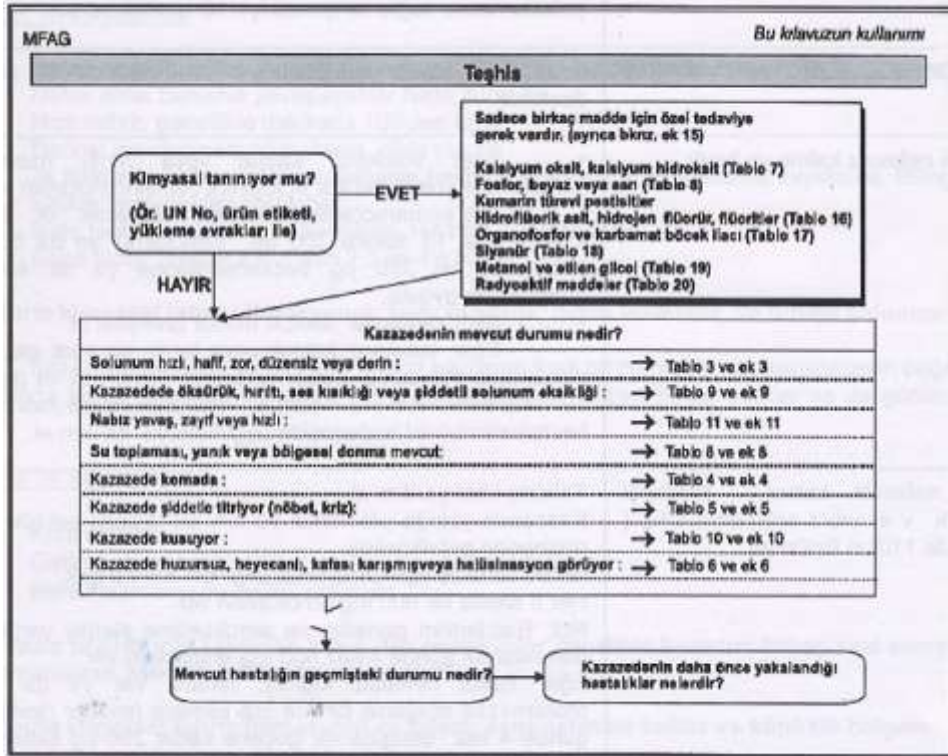 MFAG
Bu kılavuzun kullanımı
Teşhis
Kimyasal tanınıyor mu?
(Ör. UN No, ürün etiketi,
yükleme evrakları ile)
EVET
HAYIR
Sadece birkaç madde için özel tedaviye
gerek vardır. (ayrıca bknz. ek 15)
Kalsiyum oksit, kalsiyum hidroksit (Tablo 7)
Fosfor, beyaz veya sarı (Tablo 8)
Kumarin türevi pestisitler
Hidroflüorik asit, hidrojen flüorür, flüoritler (Tablo 16)
Organofosfor ve karbamat böcek ilacı (Tablo 17)
Siyanür (Tablo 18)
Metanol ve etilen glicol (Tablo 19)
Radyoaktif maddeler (Tablo 20)
Kazazedenin mevcut durumu nedir?
Solunum hızlı, hafif, zor, düzensiz veya derin : Tablo 3 ve ek 3
Kazazedede öksürük, hırıltı, ses kısıklığı veya şiddetli solunum eksikliği : Tablo 9 ve ek 9
Nabız yavaş, zayıf veya hızlı : Tablo 11 ve ek 11
Su toplaması, yanık veya bölgesel donma mevcut: Tablo 8 ve ek 8
Kazazede komada : Tablo 4 ve ek 4
Kazazede şiddetle titriyor (nöbet, kriz): Tablo 5 ve ek 5
Kazazede kusuyor : Tablo 10 ve ek 10
Kazazede huzursuz, heyecanlı, kafası karışmışveya hallüsinasyon görüyor : Tablo 6 ve ek 6
Mevcut hastalığın geçmişteki durumu nedir?
Kazazedenin daha önce yakalandığı
hastalıklar nelerdir?